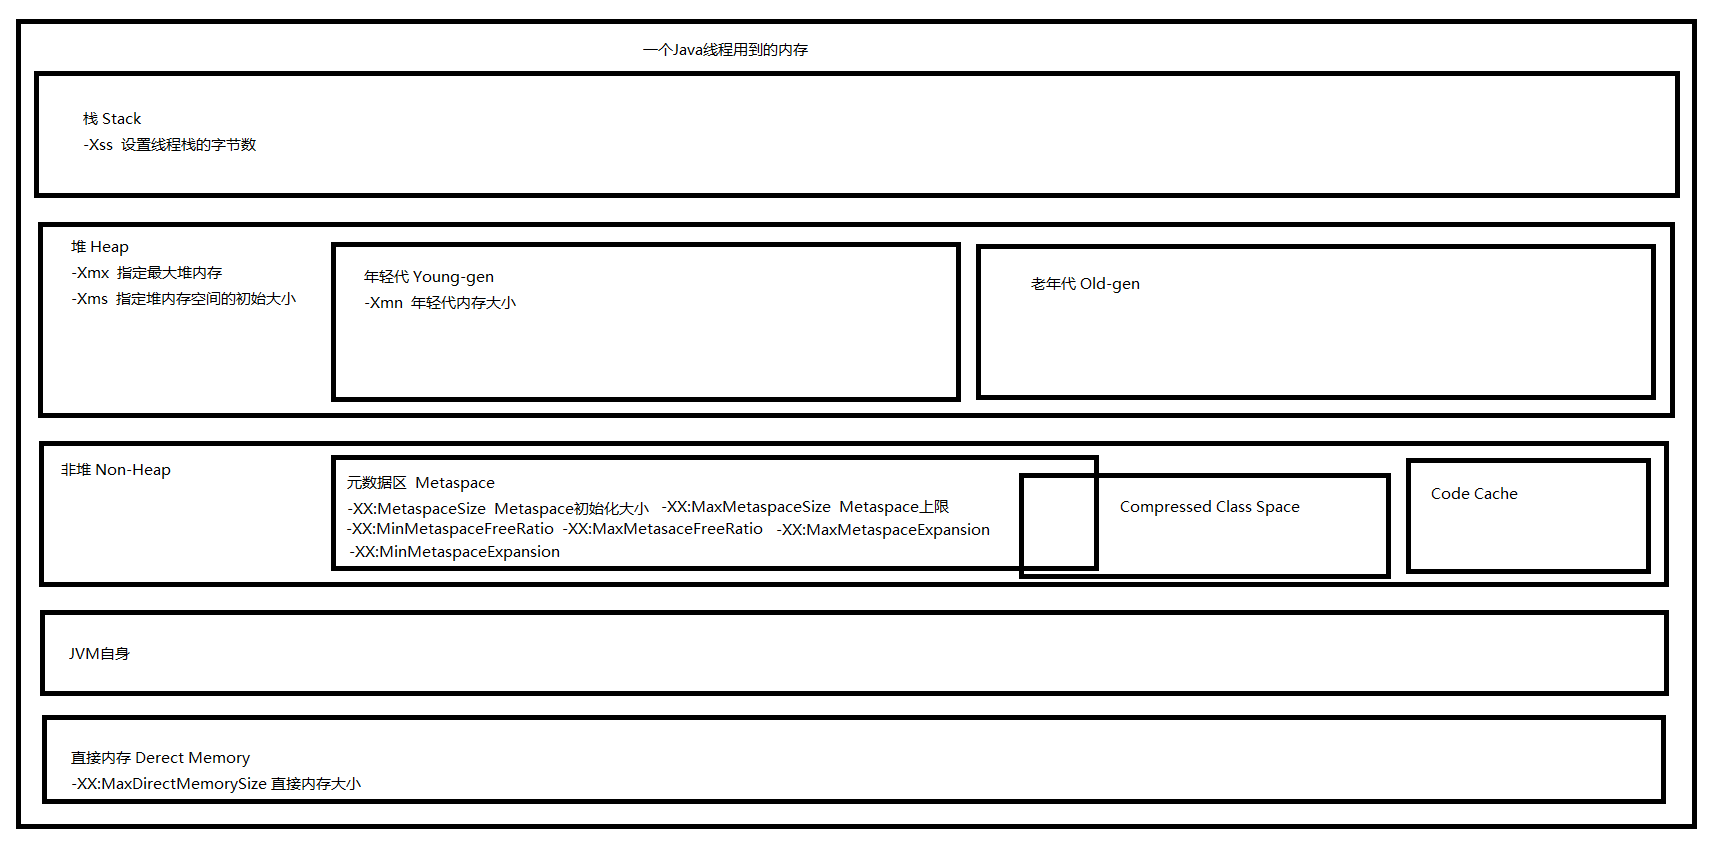 一个Java线程用到的内存
栈 Stack
-Xss 设置线程栈的字节数
堆 Heap
-Xmx 指定最大堆内存
-Xms 指定堆内存空间的初始大小
年轻代 Young-gen
-Xmn 年轻代内存大小
老年代 Old-gen
非堆 Non-Heap
元数据区 Metaspace
-XX:MetaspaceSize Metaspace初始化大小 -XX:MaxMetaspaceSize Metaspace上限
-XX:MinMetaspaceFreeRatio -XX:MaxMetasaceFreeRatio -XX:MaxMetaspaceExpansion
-XX:MinMetaspaceExpansion
Compressed Class Space
Code Cache
JVM自身
直接内存 Derect Memory
-XX:MaxDirectMemorySize 直接内存大小